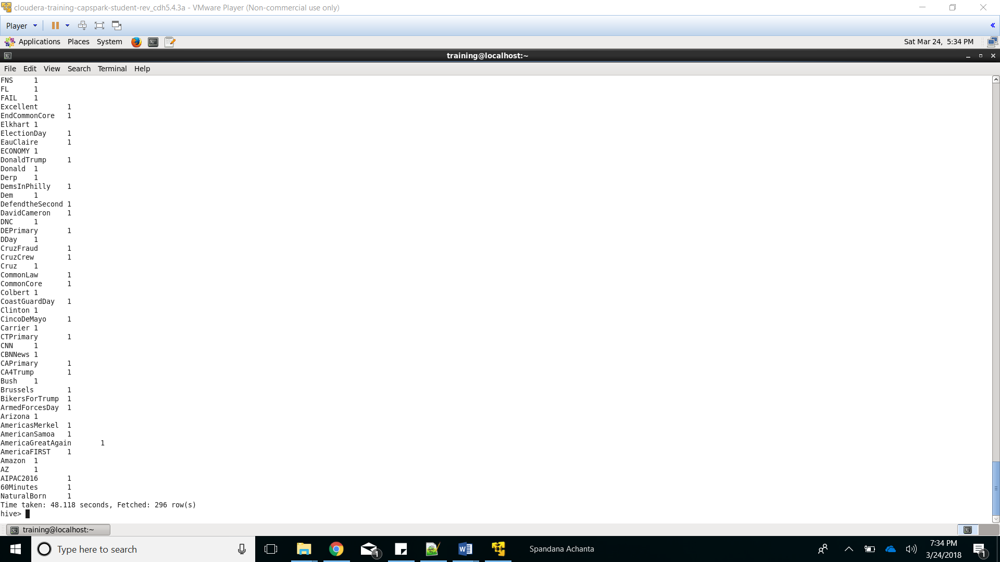 cloudera-training-capspark-student-rev_cdh5.4.3a - VMware Player (Non-commercial use only)
Player
Applications Places System Sat Mar 24, 5:34 PM
training@localhost:~
File Edit View Search Terminal Help
FNS 1
FL 1
FAIL 1
Excellent 1
EndCommonCore 1
Elkhart 1
ElectionDay 1
EauClaire 1
ECONOMY 1
DonaldTrump 1
Donald 1
Derp 1
DemsInPhilly 1
Dem 1
DefendtheSecond 1
DavidCameron 1
DNC 1
DEPrimary 1
DDay 1
CruzFraud 1
CruzCrew 1
Cruz 1
CommonLaw 1
CommonCore 1
Colbert 1
CoastGuardDay 1
Clinton 1
CincoDeMayo 1
Carrier 1
CTPrimary 1
CNN 1
CBNNews 1
CAPrimary 1
CA4Trump 1
Bush 1
Brussels 1
BikersForTrump 1
ArmedForcesDay 1
Arizona 1
AmericasMerkel 1
AmericanSamoa 1
AmericaGreatAgain 1
AmericaFIRST 1
Amazon 1
AZ 1
AIPAC2016 1
60Minutes 1
NaturalBorn 1
Time taken: 48.118 seconds, Fetched: 296 row(s)
hive>
training@localhost:~
Type here to search 1 Spandana Achanta 7:34 PM 1
3/24/2018